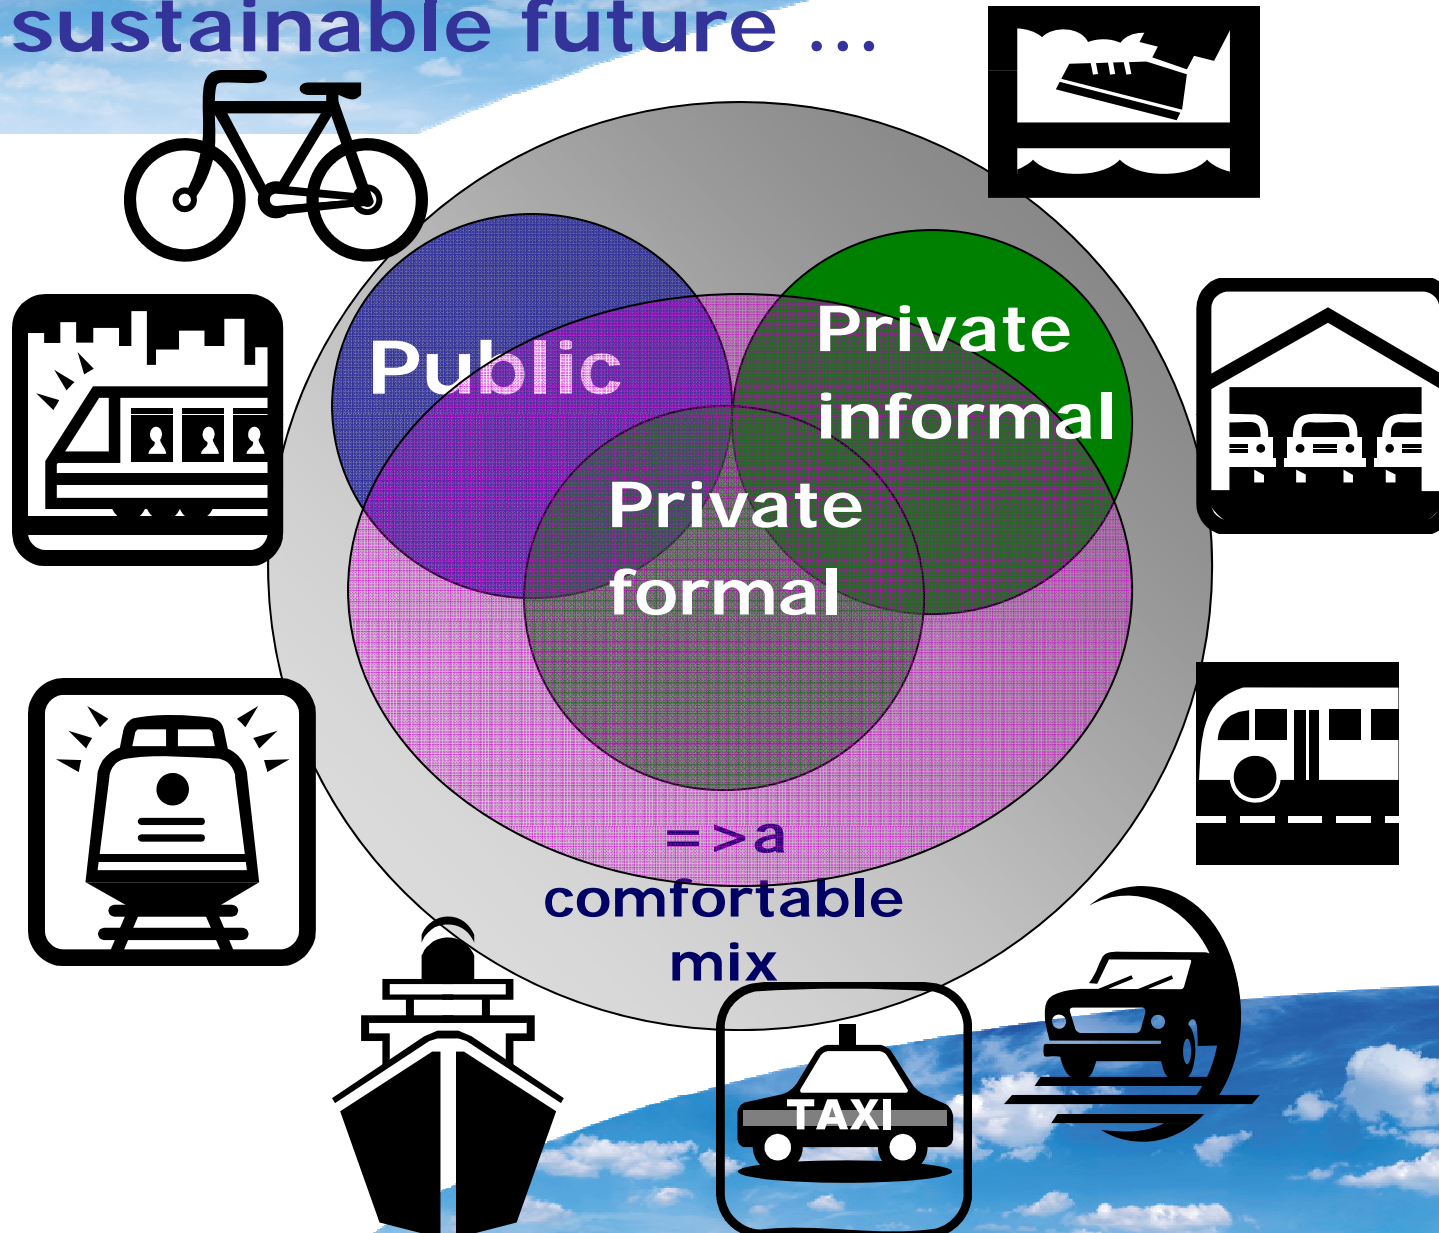 sustainable future ...
Public
Private
informal
Private
formal
=>a
comfortable
mix
TAXI